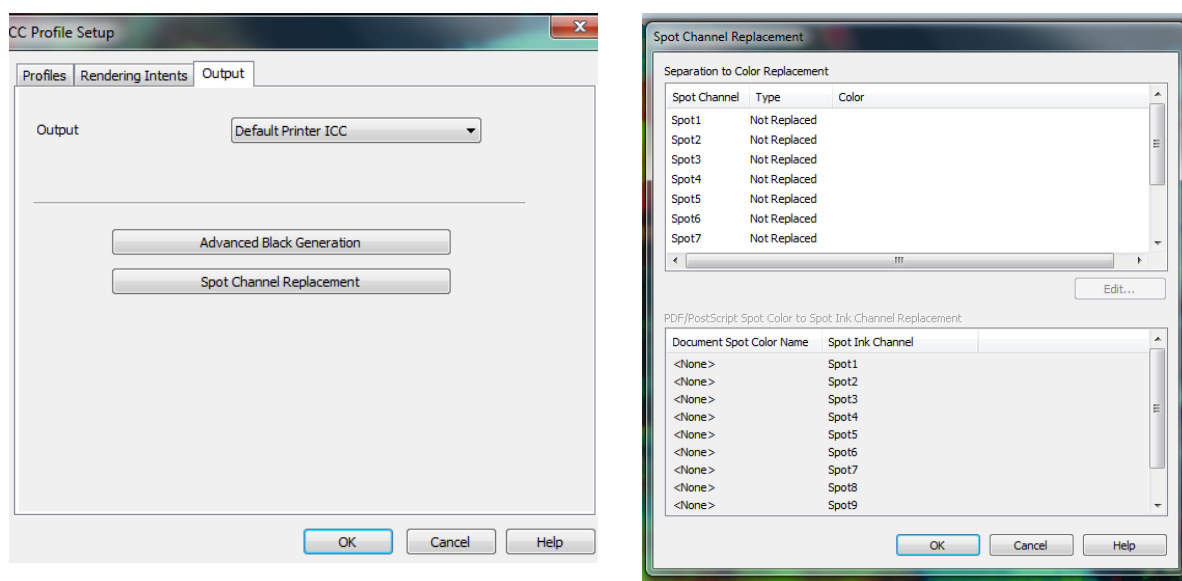 CC Profile Setup
Profiles Rendering Intents Output
Output Default Printer ICC
Advanced Black Generation
Spot Channel Replacement
OK Cancel Help
Spot Channel Replacement
Separation to Color Replacement
Spot Channel Type Color
Spot1 Not Replaced
Spot2 Not Replaced
Spot3 Not Replaced
Spot4 Not Replaced
Spot5 Not Replaced
Spot6 Not Replaced
Spot7 Not Replaced
Edit...
PDF/PostScript Spot Color to Spot Ink Channel Replacement
Document Spot Color Name Spot Ink Channel
<None> Spot1
<None> Spot2
<None> Spot3
<None> Spot4
<None> Spot5
<None> Spot6
<None> Spot7
<None> Spot8
<None> Spot9
OK Cancel Help